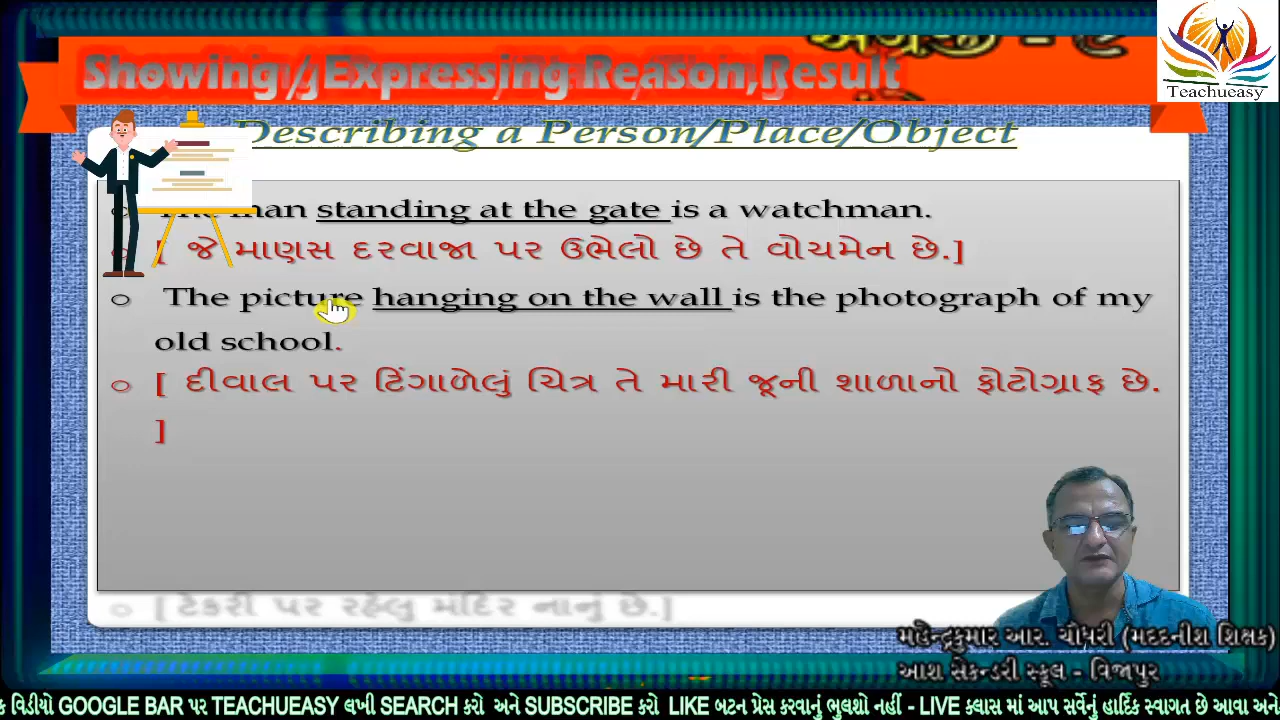 Showing / Expressing Reason,Result
Teachueasy
Describing a Person/Place/Object
man standing at the gate is a watchman.
[ જે માણસ દરવાજા પર ઉભેલો છે તે વોચમેન છે.]
The picture hanging on the wall is the photograph of my
old school.
[ દીવાલ પર ટિંગાળેલું ચિત્ર તે મારી જૂની શાળાનો ફોટોગ્રાફ છે.
]
[ ટેકરી પર રહેલુ મંદિર નાનું છે.]
મહેન્દ્રકુમાર આર. ચૌધરી (મદદનીશ શિક્ષક)
આશ સેકન્ડરી સ્કૂલ - વિજાપુર
ક વિડીયો GOOGLE BAR પર TEACHUEASY લખી SEARCH કરો અને SUBSCRIBE કરો LIKE બટન પ્રેસ કરવાનું ભુલશો નહીં - LIVE ક્લાસ માં આપ સર્વેનું હાર્દિક સ્વાગત છે આવા અને